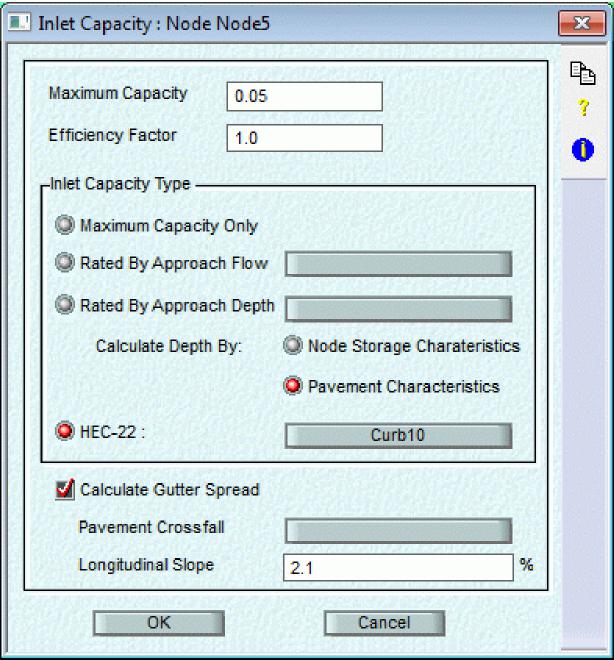 Inlet Capacity : Node Node5
Maximum Capacity 0.05
Efficiency Factor 1.0
Inlet Capacity Type
Maximum Capacity Only
Rated By Approach Flow
Rated By Approach Depth
Calculate Depth By: Node Storage Charateristics
Pavement Characteristics
HEC-22 : Curb10
Calculate Gutter Spread
Pavement Crossfall
Longitudinal Slope 2.1 %
OK Cancel
?
i